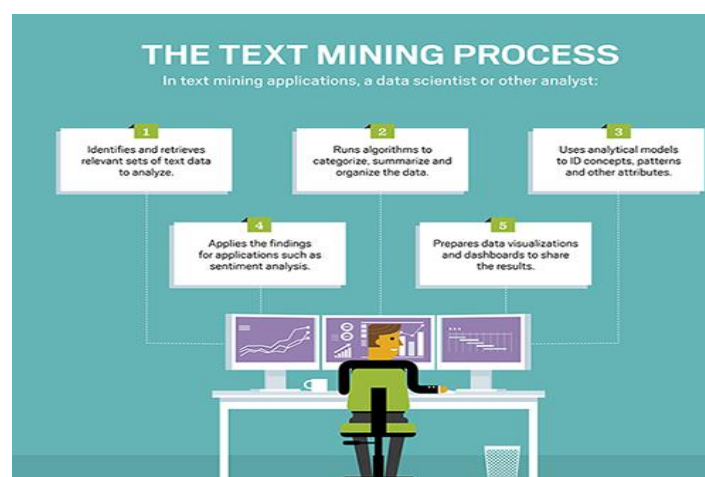 THE TEXT MINING PROCESS
In text mining applications, a data scientist or other analyst:
1
Identifies and retrieves
relevant sets of text data
to analyze.
2
Runs algorithms to
categorize, summarize and
organize the data.
3
Uses analytical models
to ID concepts, patterns
and other attributes.
4
Applies the findings
for applications such as
sentiment analysis.
5
Prepares data visualizations
and dashboards to share
the results.